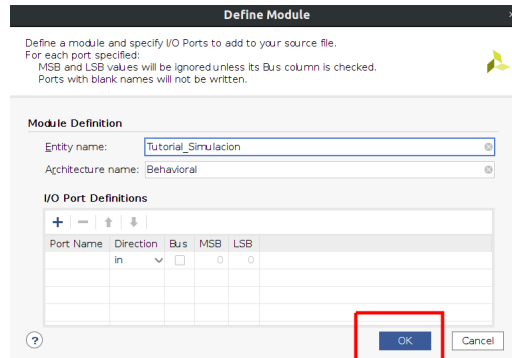 Define Module
Define a module and specify I/O Ports to add to your source file.
For each port specified:
MSB and LSB values will be ignored unless its Bus column is checked.
Ports with blank names will not be written.
Module Definition
Entity name: Tutorial_Simulacion
Architecture name: Behavioral
I/O Port Definitions
Port Name Direction Bus MSB LSB
in 0 0
? OK Cancel